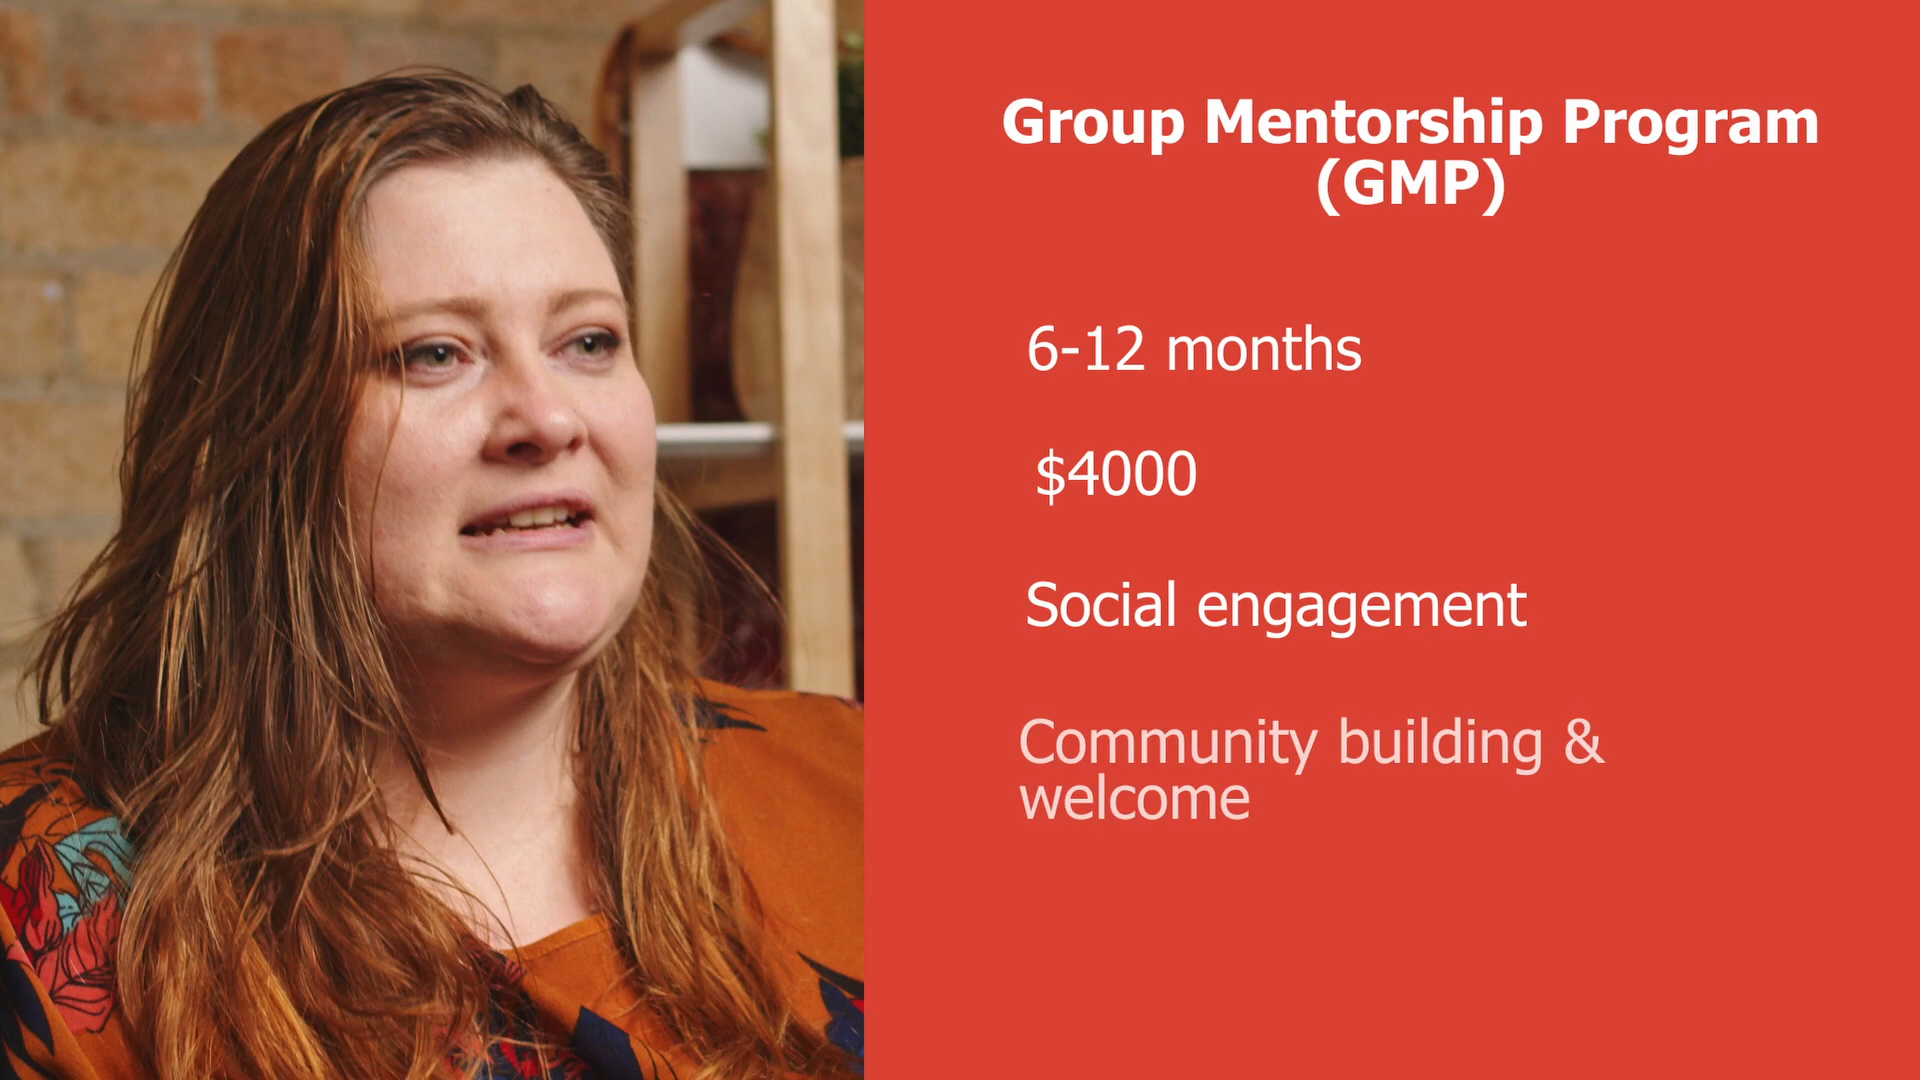 Group Mentorship Program
(GMP)
6-12 months
$4000
Social engagement
Community building &
welcome